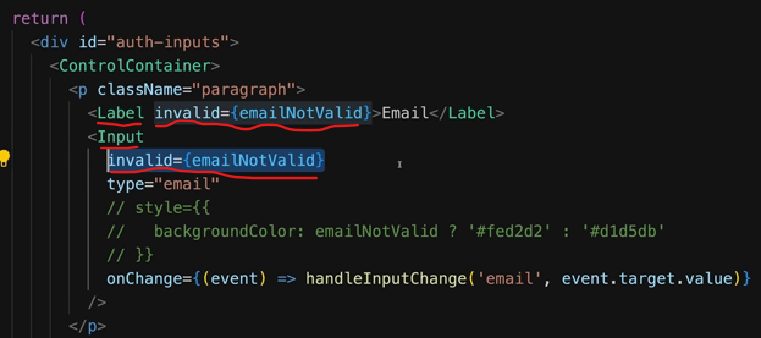 return (
<div id="auth-inputs">
<ControlContainer>
<p className="paragraph">
<Label invalid={emailNotValid}>Email</Label>
<Input
invalid={emailNotValid}
type="email"
// style={{
//   backgroundColor: emailNotValid ? '#fed2d2' : '#d1d5db'
// }}
onChange={(event) => handleInputChange('email', event.target.value)}
/>
</p>